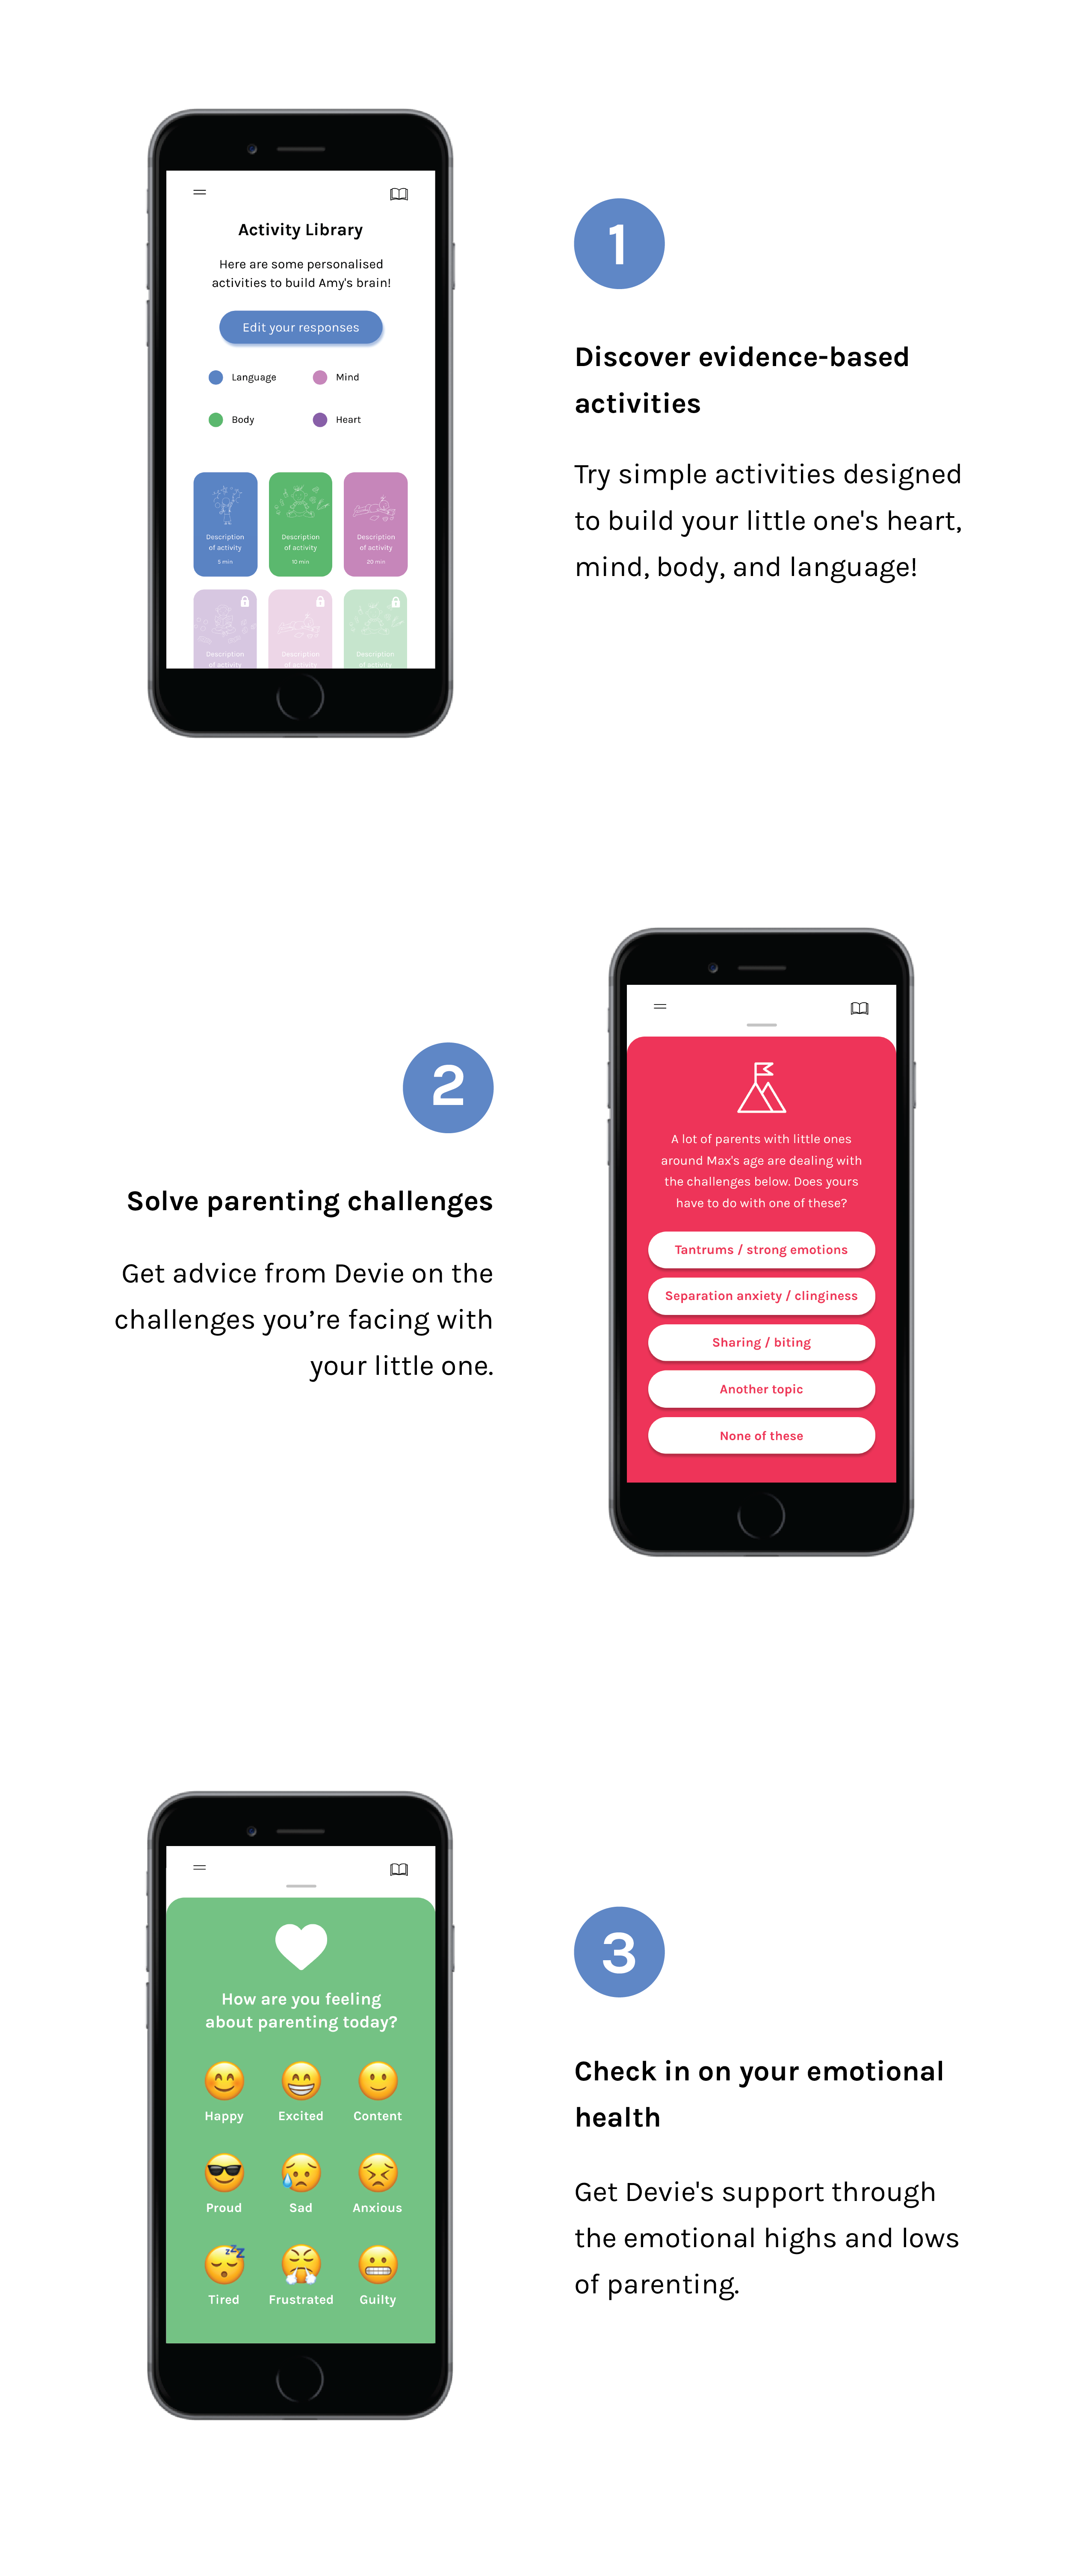 Activity Library
Here are some personalised
activities to build Amy's brain!
Edit your responses
Language
Mind
Body
Heart
Description
of activity
5 min
Description
of activity
10 min
Description
of activity
20 min
Description
of activity
Description
of activity
Description
of activity
1
Discover evidence-based
activities
Try simple activities designed
to build your little one's heart,
mind, body, and language!
2
Solve parenting challenges
Get advice from Devie on the
challenges you’re facing with
your little one.
A lot of parents with little ones
around Max's age are dealing with
the challenges below. Does yours
have to do with one of these?
Tantrums / strong emotions
Separation anxiety / clinginess
Sharing / biting
Another topic
None of these
How are you feeling
about parenting today?
Happy
Excited
Content
Proud
Sad
Anxious
Tired
Frustrated
Guilty
3
Check in on your emotional
health
Get Devie's support through
the emotional highs and lows
of parenting.